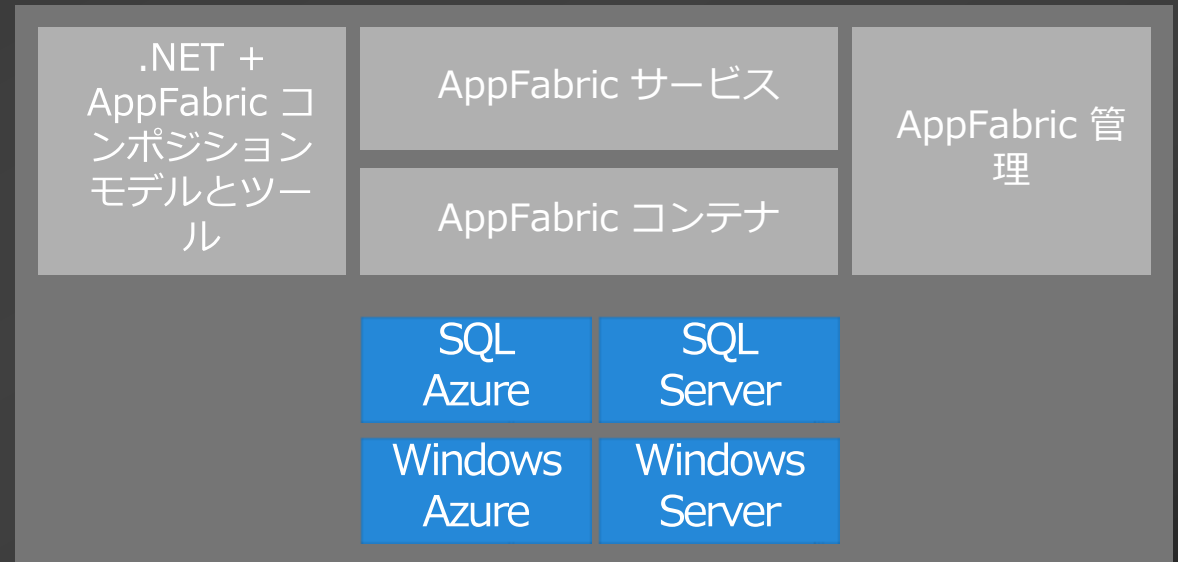 .NET +
AppFabric コ
ンポジション
モデルとツー
ル
AppFabric サービス
AppFabric コンテナ
AppFabric 管
理
SQL
Azure
SQL
Server
Windows
Azure
Windows
Server